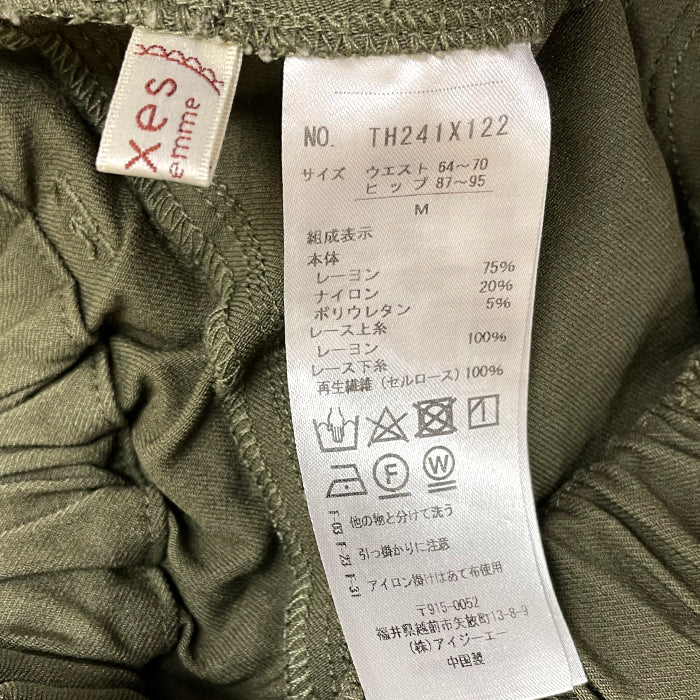 xes
emme
NO. TH241X122
サイズ ウエスト 64～70
ヒップ 87～95
M
組成表示
本体
レーヨン 75%
ナイロン 20%
ポリウレタン 5%
レース上糸
レーヨン 100%
レース下糸
再生繊維(セルロース)100%
F
W
F-03 他の物と分けて洗う
F-23 引っ掛かりに注意
F-31 アイロン掛けはあて布使用
〒915-0052
福井県越前市矢放町13-8-9
(株)アイジーエー
中国製